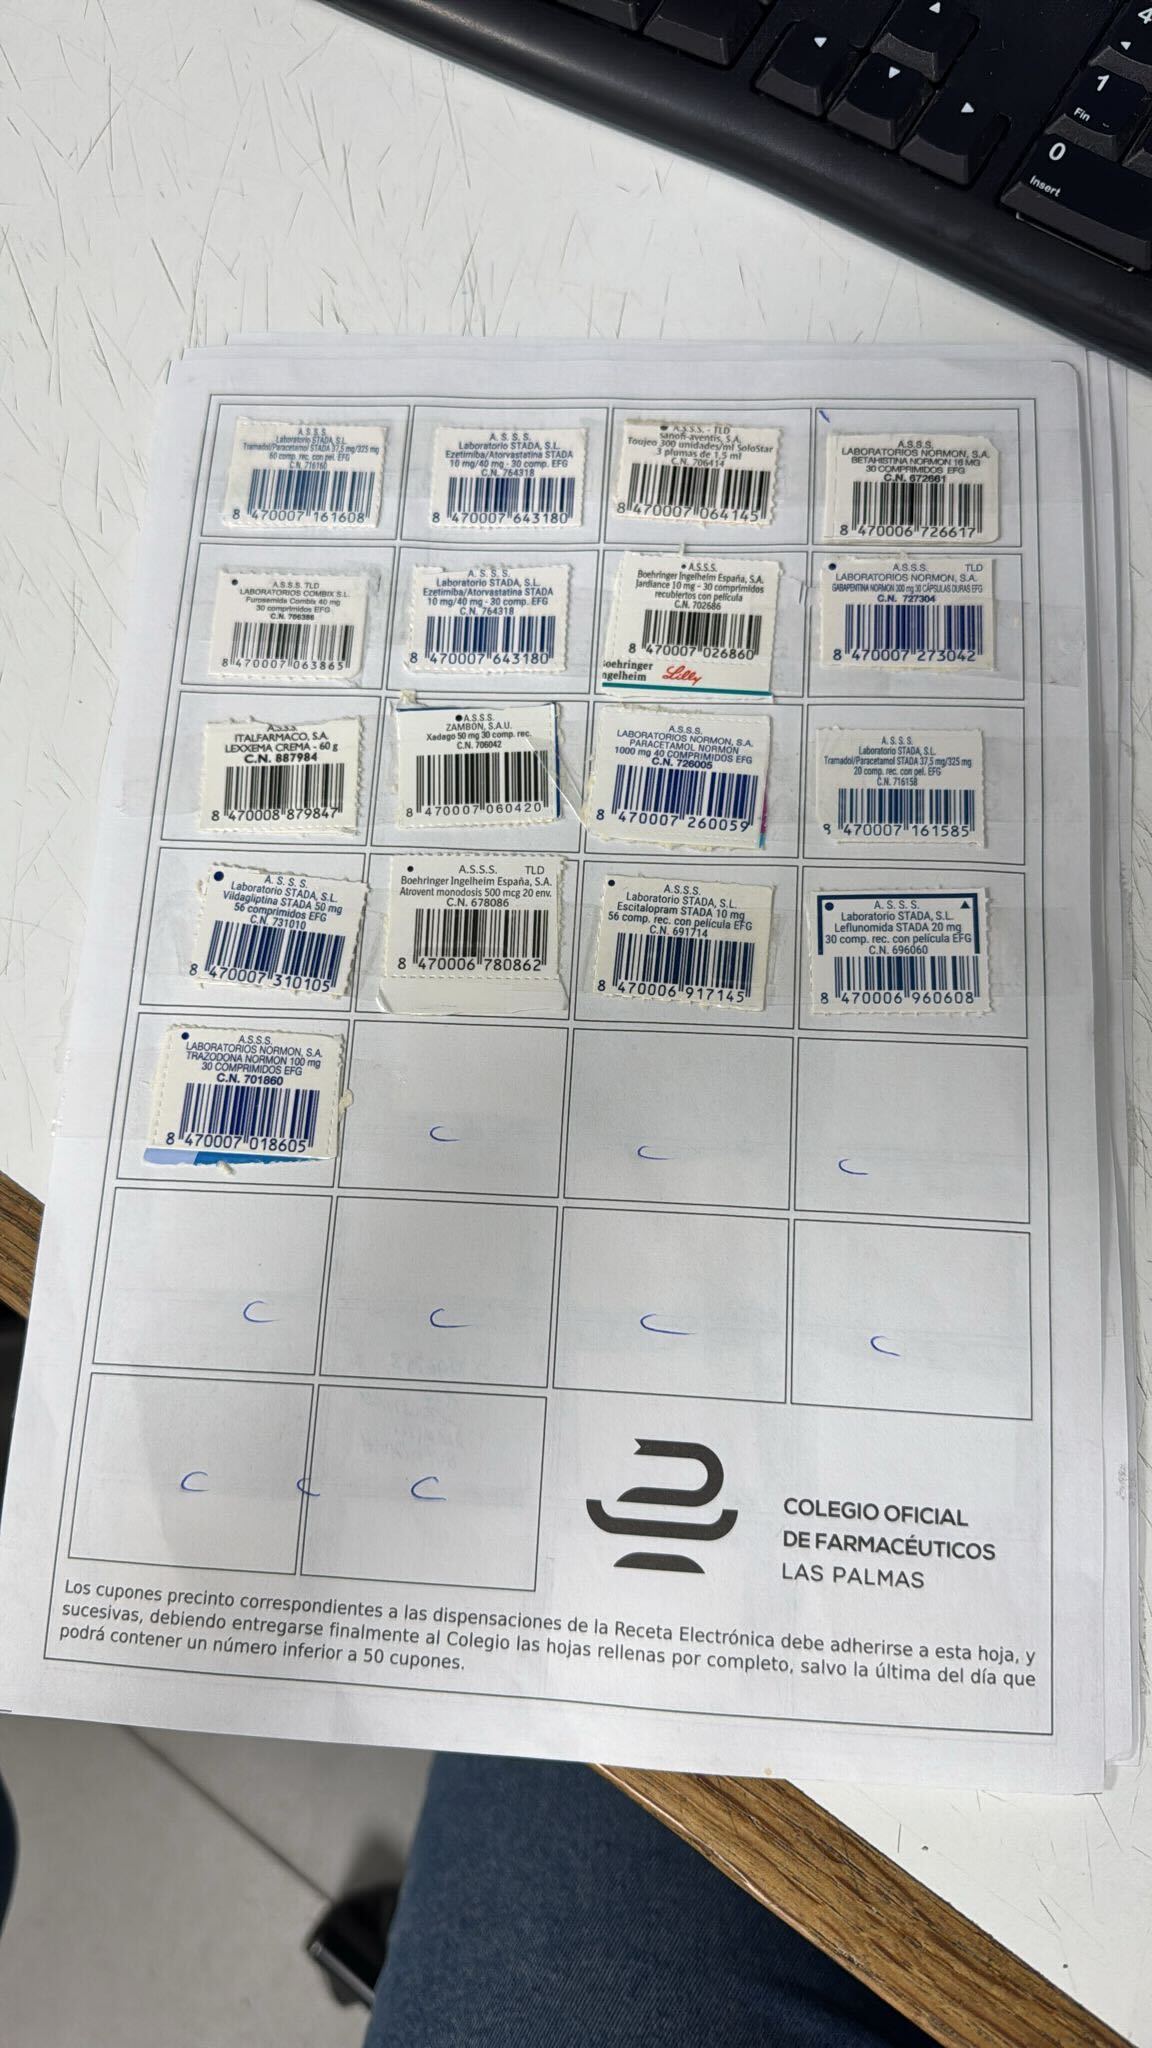 A.S.S.S.
Laboratorio STADA, S.L.
Tramadol/Paracetamol STADA 37,5 mg/325 mg
60 comp. rec. con pel. EFG
C.N. 716160
8 470007 161608
A. S. S. S.
Laboratorio STADA, S.L.
Ezetimiba/Atorvastatina STADA
10 mg/40 mg - 30 comp. EFG
C.N. 764318
8 470007 643180
A.S.S.S. - TLD
sanofi-aventis, S.A.
Toujeo 300 unidades/ml SoloStar
3 plumas de 1,5 ml
C.N. 706414
8 470007 064145
A.S.S.S.
LABORATORIOS NORMON, S.A.
BETAHISTINA NORMON 16 MG
30 COMPRIMIDOS EFG
C.N. 672661
8 470006 726617
A.S.S.S. TLD
LABORATORIOS COMBIX S.L.
Furosemida Combix 40 mg
30 comprimidos EFG
C.N. 706386
8 470007 063865
A. S. S. S.
Laboratorio STADA, S.L.
Ezetimiba/Atorvastatina STADA
10 mg/40 mg - 30 comp. EFG
C.N. 764318
8 470007 643180
A.S.S.S.
Boehringer Ingelheim España, S.A.
Jardiance 10 mg - 30 comprimidos
recubiertos con película
C.N. 702686
8 470007 026860
oehringer
ngelheim
Lilly
A.S.S.S. TLD
LABORATORIOS NORMON, S.A.
GABAPENTINA NORMON 300 mg 30 CÁPSULAS DURAS EFG
C.N. 727304
8 470007 273042
A.S.S.S.
ITALFARMACO, S.A.
LEXXEMA CREMA - 60 g
C.N. 887984
8 470008 879847
A.S.S.S.
ZAMBON, S.A.U.
Xadago 50 mg 30 comp. rec.
C.N. 706042
8 470007 060420
A.S.S.S.
LABORATORIOS NORMON, S.A.
PARACETAMOL NORMON
1000 mg 40 COMPRIMIDOS EFG
C.N. 726005
8 470007 260059
A.S.S.S.
Laboratorio STADA, S.L.
Tramadol/Paracetamol STADA 37,5 mg/325 mg
20 comp. rec. con pel. EFG
C.N. 716158
8 470007 161585
A. S. S. S.
Laboratorio STADA, S.L.
Vildagliptina STADA 50 mg
56 comprimidos EFG
C.N. 731010
8 470007 310105
A.S.S.S. TLD
Boehringer Ingelheim España, S.A.
Atrovent monodosis 500 mcg 20 env.
C.N. 678086
8 470006 780862
A.S.S.S.
Laboratorio STADA, S.L.
Escitalopram STADA 10 mg
56 comp. rec. con película EFG
C.N. 691714
8 470006 917145
A. S. S. S.
Laboratorio STADA, S.L.
Leflunomida STADA 20 mg
30 comp. rec. con película EFG
C.N. 696060
8 470006 960608
A.S.S.S.
LABORATORIOS NORMON, S.A.
TRAZODONA NORMON 100 mg
30 COMPRIMIDOS EFG
C.N. 701860
8 470007 018605
COLEGIO OFICIAL
DE FARMACÉUTICOS
LAS PALMAS
Los cupones precinto correspondientes a las dispensaciones de la Receta Electrónica debe adherirse a esta hoja, y
sucesivas, debiendo entregarse finalmente al Colegio las hojas rellenas por completo, salvo la última del día que
podrá contener un número inferior a 50 cupones.
4
1
Fin
0
Insert